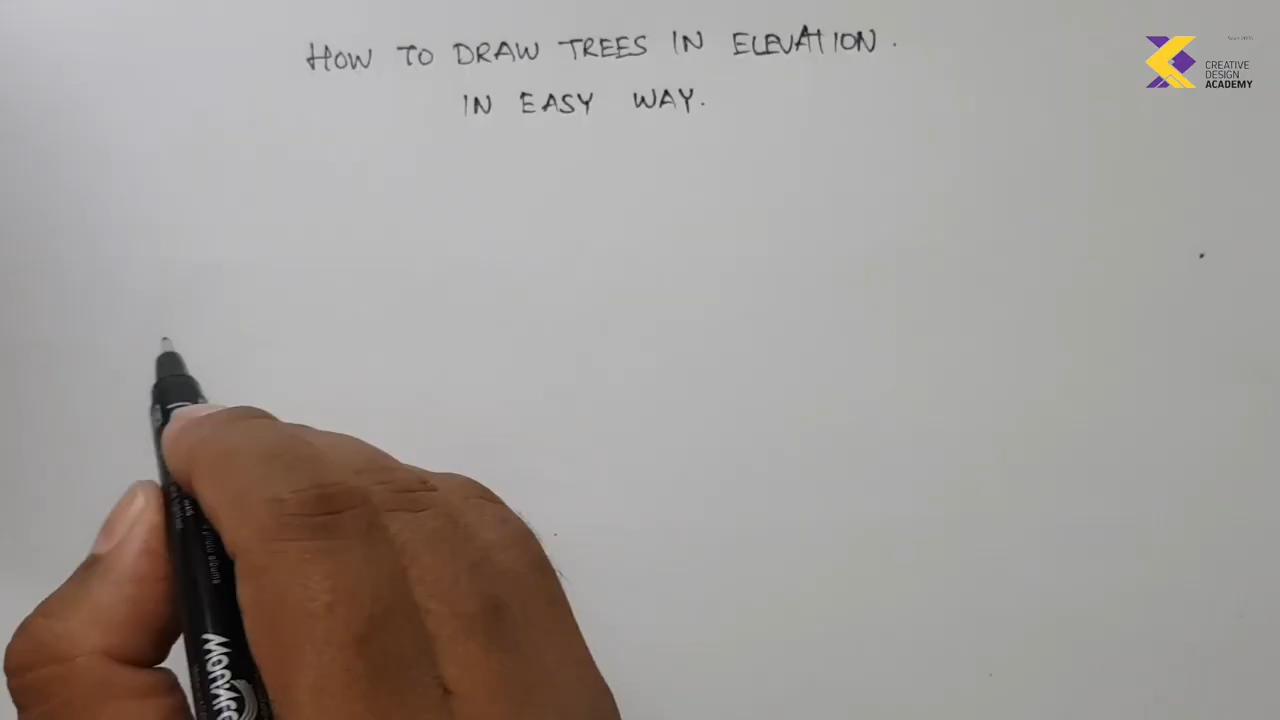 HOW TO DRAW TREES IN ELEVATION.
IN EASY WAY.
CREATIVE
DESIGN
ACADEMY